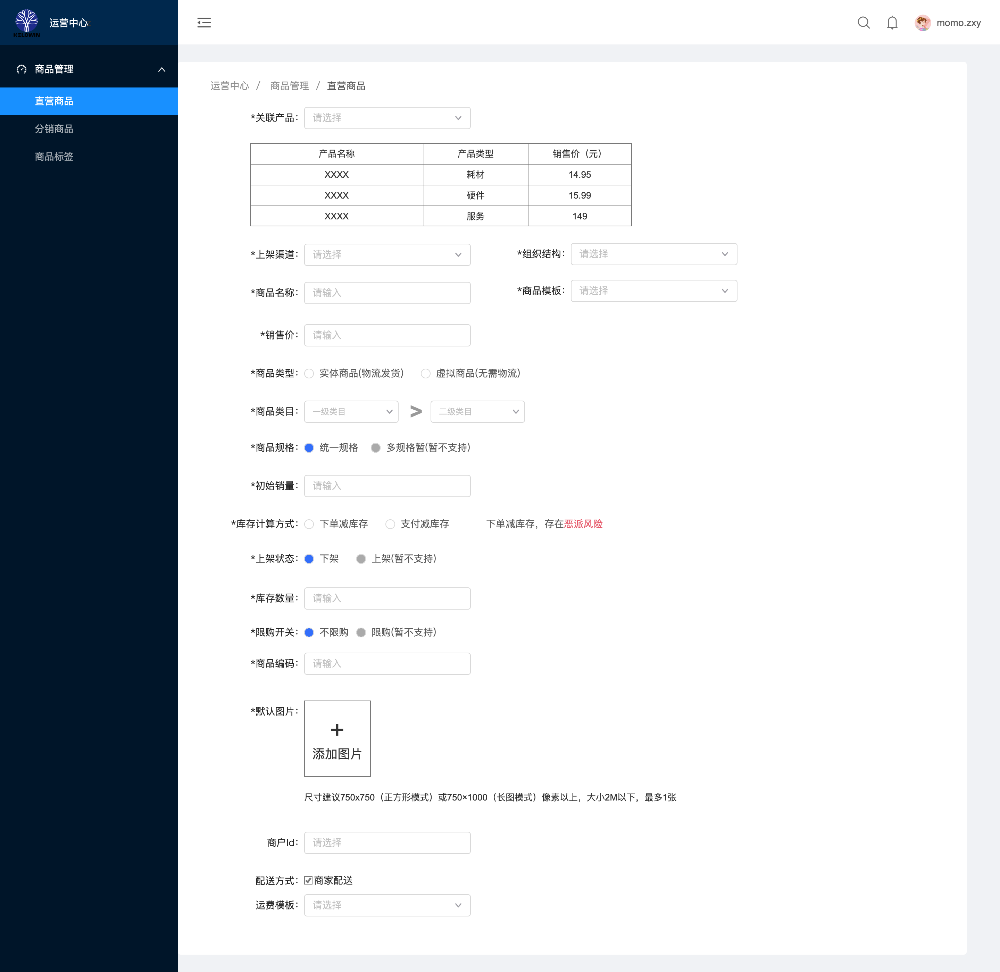 运营中心
HELOWIN
momo.zxy
商品管理
直营商品
分销商品
商品标签
运营中心 / 商品管理 / 直营商品
*关联产品： 请选择
产品名称 产品类型 销售价（元）
XXXX 耗材 14.95
XXXX 硬件 15.99
XXXX 服务 149
*上架渠道： 请选择 *组织结构： 请选择
*商品名称： 请输入 *商品模板： 请选择
*销售价： 请输入
*商品类型： 实体商品(物流发货) 虚拟商品(无需物流)
*商品类目： 一级类目 > 二级类目
*商品规格： 统一规格 多规格暂(暂不支持)
*初始销量： 请输入
*库存计算方式： 下单减库存 支付减库存 下单减库存，存在恶派风险
*上架状态： 下架 上架(暂不支持)
*库存数量： 请输入
*限购开关： 不限购 限购(暂不支持)
*商品编码： 请输入
*默认图片：
+
添加图片
尺寸建议750x750（正方形模式）或750×1000（长图模式）像素以上，大小2M以下，最多1张
商户Id： 请选择
配送方式： 商家配送
运费模板： 请选择